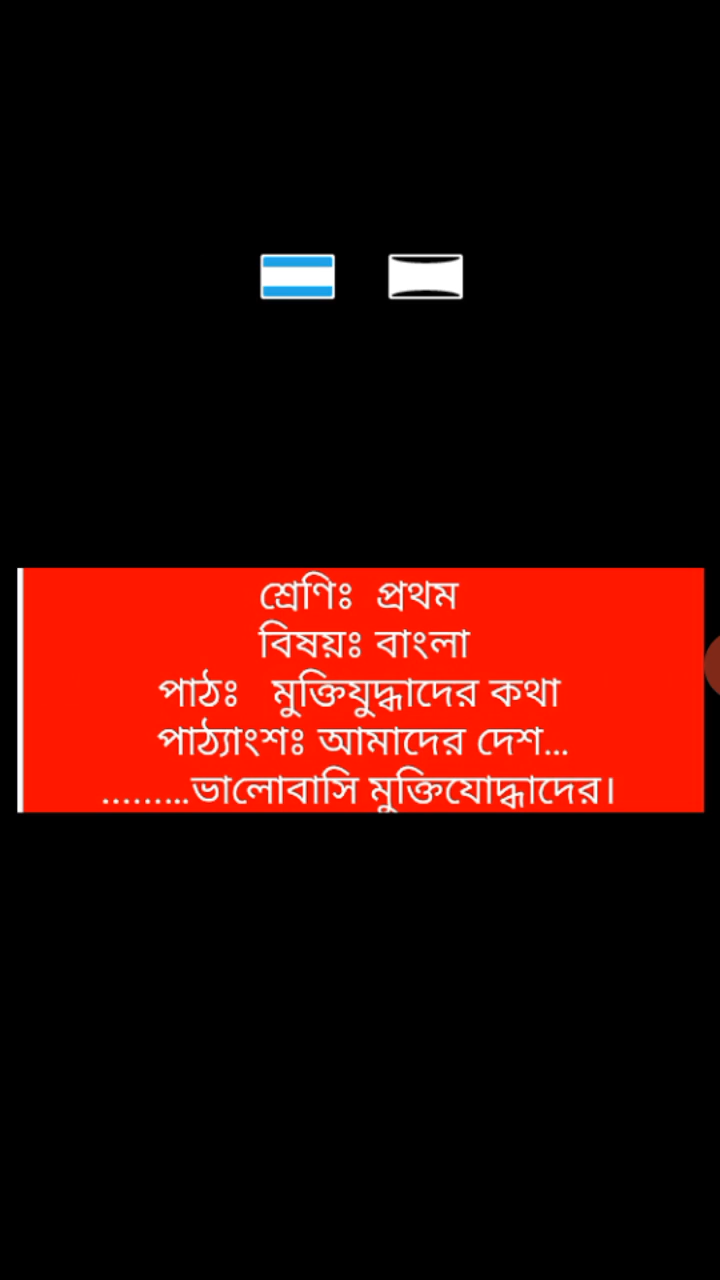 শ্রেণিঃ প্রথম
বিষয়ঃ বাংলা
পাঠঃ মুক্তিযুদ্ধাদের কথা
পাঠ্যাংশঃ আমাদের দেশ...
.........ভালোবাসি মুক্তিযোদ্ধাদের।